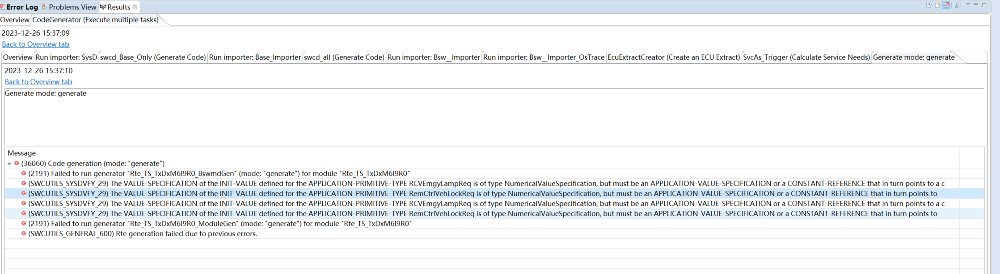 Error Log Problems View Results
Overview CodeGenerator (Execute multiple tasks)
2023-12-26 15:37:09
Back to Overview tab
Overview Run importer: SysD swcd_Base_Only (Generate Code) Run importer: Base_Importer swcd_all (Generate Code) Run importer: Bsw__Importer Run importer: Bsw__Importer_OsTrace EcuExtractCreator (Create an ECU Extract) SvcAs_Trigger (Calculate Service Needs) Generate mode: generate
2023-12-26 15:37:10
Back to Overview tab
Generate mode: generate
Message
(36060) Code generation (mode: "generate")
(2191) Failed to run generator "Rte_TS_TxDxM6I9R0_BswmdGen" (mode: "generate") for module "Rte_TS_TxDxM6I9R0"
(SWCUTILS_SYSDVFY_29) The VALUE-SPECIFICATION of the INIT-VALUE defined for the APPLICATION-PRIMITIVE-TYPE RCVEmgyLampReq is of type NumericalValueSpecification, but must be an APPLICATION-VALUE-SPECIFICATION or a CONSTANT-REFERENCE that in turn points to a c
(SWCUTILS_SYSDVFY_29) The VALUE-SPECIFICATION of the INIT-VALUE defined for the APPLICATION-PRIMITIVE-TYPE RemCtrlVehLockReq is of type NumericalValueSpecification, but must be an APPLICATION-VALUE-SPECIFICATION or a CONSTANT-REFERENCE that in turn points to
(SWCUTILS_SYSDVFY_29) The VALUE-SPECIFICATION of the INIT-VALUE defined for the APPLICATION-PRIMITIVE-TYPE RCVEmgyLampReq is of type NumericalValueSpecification, but must be an APPLICATION-VALUE-SPECIFICATION or a CONSTANT-REFERENCE that in turn points to a c
(SWCUTILS_SYSDVFY_29) The VALUE-SPECIFICATION of the INIT-VALUE defined for the APPLICATION-PRIMITIVE-TYPE RemCtrlVehLockReq is of type NumericalValueSpecification, but must be an APPLICATION-VALUE-SPECIFICATION or a CONSTANT-REFERENCE that in turn points to
(2191) Failed to run generator "Rte_TS_TxDxM6I9R0_ModuleGen" (mode: "generate") for module "Rte_TS_TxDxM6I9R0"
(SWCUTILS_GENERAL_600) Rte generation failed due to previous errors.